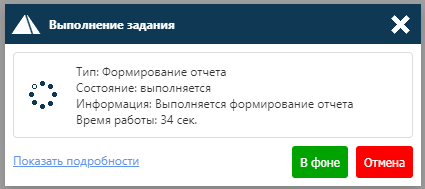 Выполнение задания
Тип: Формирование отчета
Состояние: выполняется
Информация: Выполняется формирование отчета
Время работы: 34 сек.
Показать подробности
В фоне
Отмена